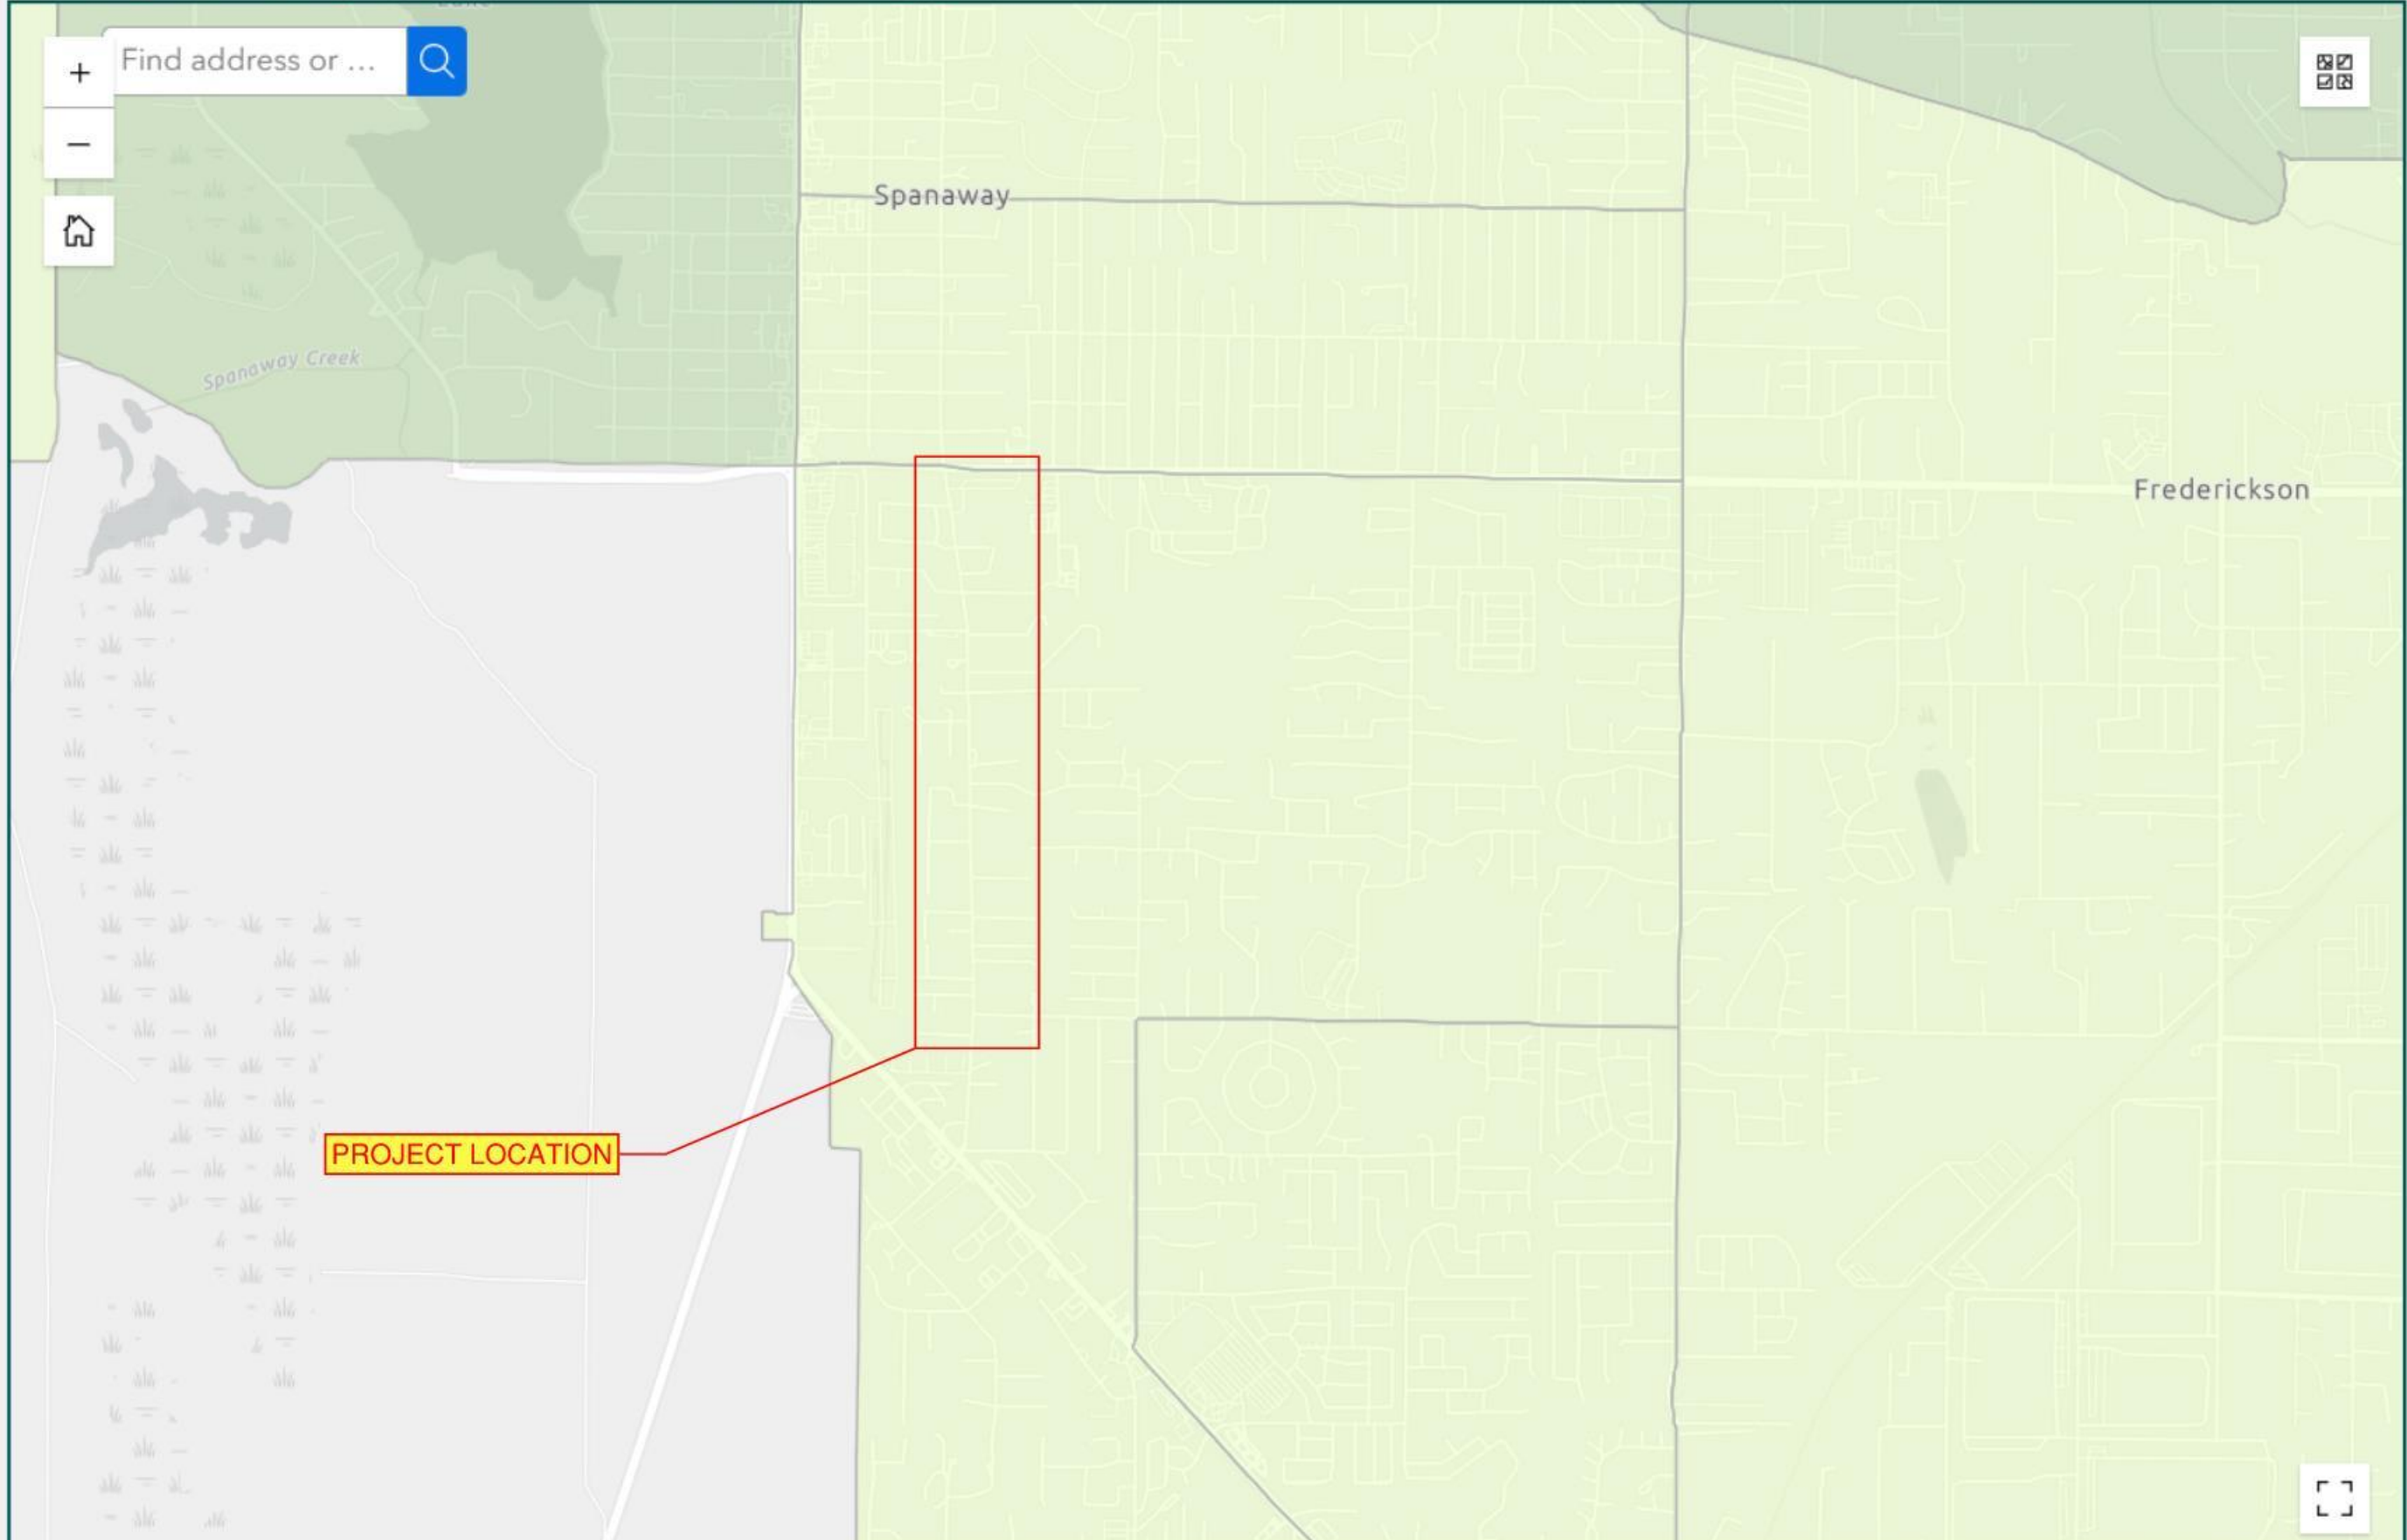 Find address or ...
Spanaway
Spanaway Creek
Frederickson
PROJECT LOCATION